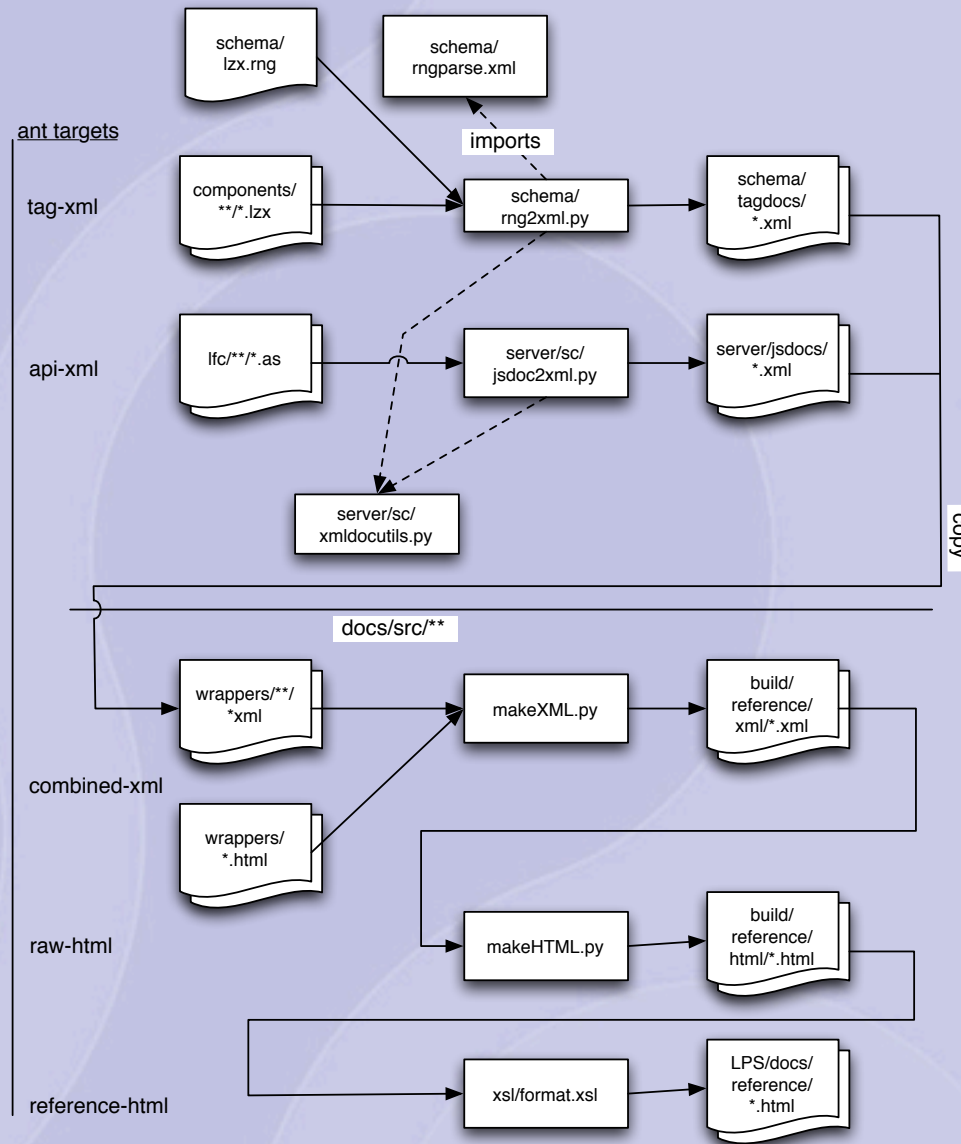 schema/
lzx.rng
schema/
rngparse.xml
ant targets
imports
tag-xml
components/
**/*.lzx
schema/
rng2xml.py
schema/
tagdocs/
*.xml
api-xml
lfc/**/*.as
server/sc/
jsdoc2xml.py
server/jsdocs/
*.xml
server/sc/
xmldocutils.py
copy
docs/src/**
wrappers/**/
*xml
makeXML.py
build/
reference/
xml/*.xml
combined-xml
wrappers/
*.html
raw-html
makeHTML.py
build/
reference/
html/*.html
reference-html
xsl/format.xsl
LPS/docs/
reference/
*.html